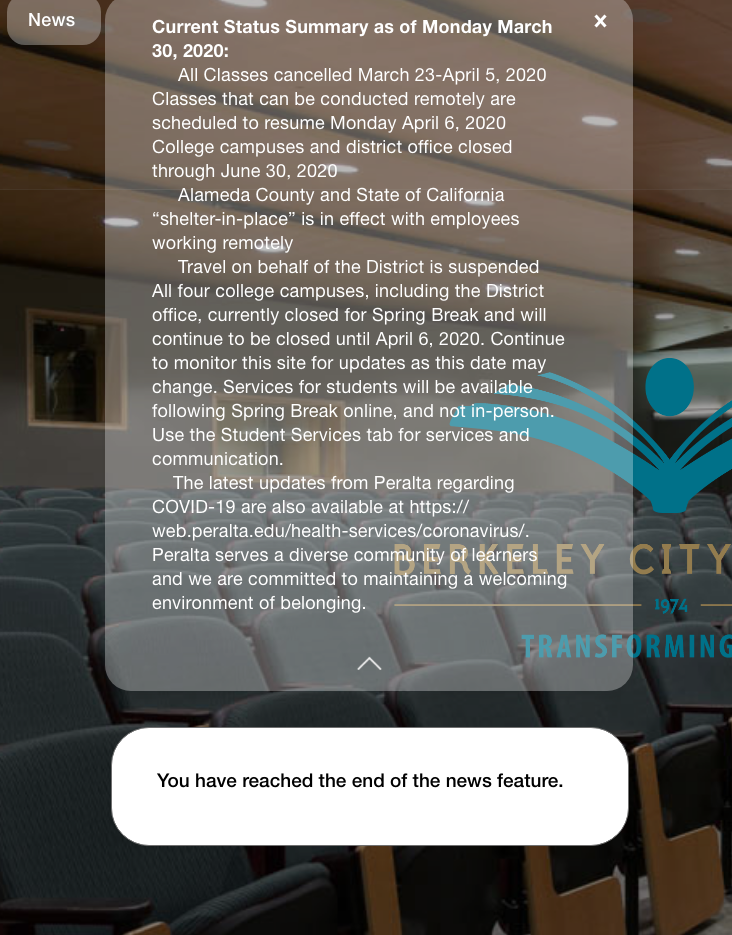 News
×
Current Status Summary as of Monday March
30, 2020:
All Classes cancelled March 23-April 5, 2020
Classes that can be conducted remotely are
scheduled to resume Monday April 6, 2020
College campuses and district office closed
through June 30, 2020
Alameda County and State of California
“shelter-in-place” is in effect with employees
working remotely
Travel on behalf of the District is suspended
All four college campuses, including the District
office, currently closed for Spring Break and will
continue to be closed until April 6, 2020. Continue
to monitor this site for updates as this date may
change. Services for students will be available
following Spring Break online, and not in-person.
Use the Student Services tab for services and
communication.
The latest updates from Peralta regarding
COVID-19 are also available at https://
web.peralta.edu/health-services/coronavirus/.
Peralta serves a diverse community of learners
and we are committed to maintaining a welcoming
environment of belonging.
BERKELEY CITY
1974
TRANSFORMING
You have reached the end of the news feature.